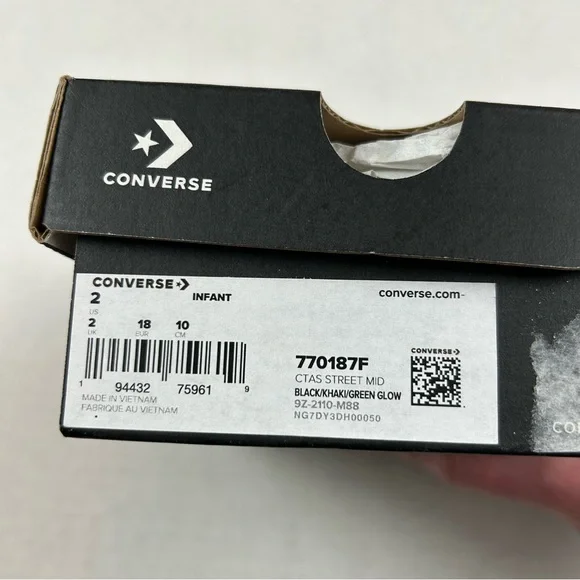 CONVERSE
CONVERSE
2 INFANT converse.com-
US
2 18 10
UK EUR CM
770187F CONVERSE
CTAS STREET MID
BLACK/KHAKI/GREEN GLOW
1 94432 75961 9
9Z-2110-M88
MADE IN VIETNAM
NG7DY3DH00050
FABRIQUE AU VIETNAM
CO